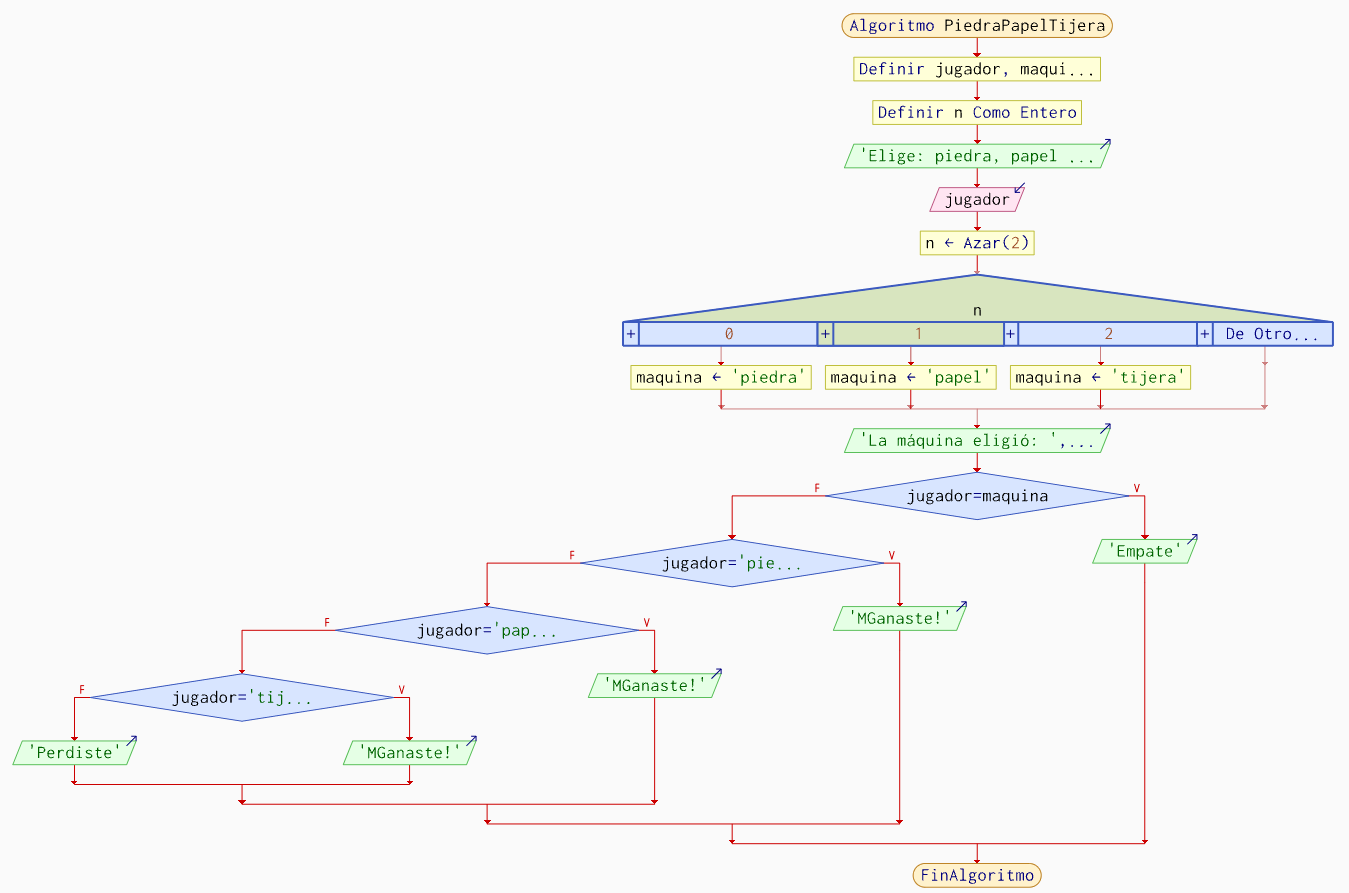 Algoritmo PiedraPapelTijera
Definir jugador, maqui...
Definir n Como Entero
'Elige: piedra, papel ...
jugador
n ← Azar(2)
n
+ 0 + 1 + 2 + De Otro...
maquina ← 'piedra' maquina ← 'papel' maquina ← 'tijera'
'La máquina eligió: ',...
F jugador=maquina V
'Empate'
F jugador='pie... V
'MGanaste!'
F jugador='pap... V
'MGanaste!'
F jugador='tij... V
'Perdiste' 'MGanaste!'
FinAlgoritmo